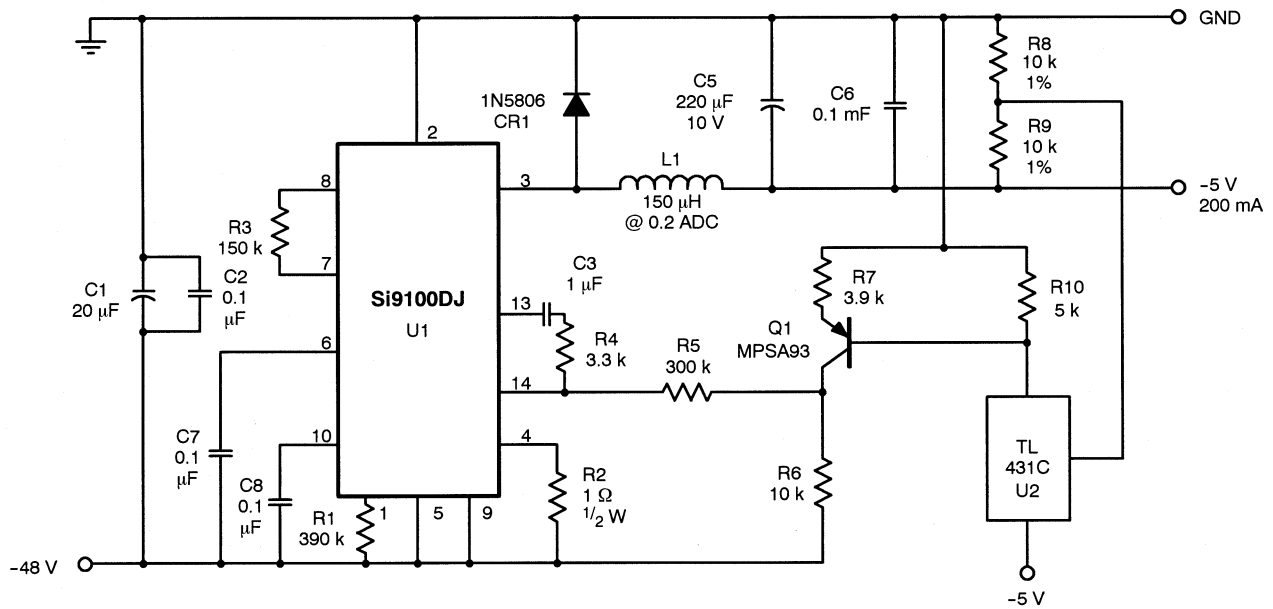 GND
R8
10 k
1%
1N5806
CR1
C5
220 µF
10 V
C6
0.1 mF
2
R9
10 k
1%
L1
8
3
150 µH
@ 0.2 ADC
–5 V
200 mA
R3
150 k
7
C3
1 µF
C1
20 µF
C2
0.1
µF
Si9100DJ
U1
13
R4
3.3 k
R7
3.9 k
R10
5 k
Q1
MPSA93
6
14
R5
300 k
C7
0.1
µF
10
4
TL
431C
U2
C8
0.1
µF
R2
1 Ω
1/2 W
R6
10 k
R1
390 k
1
5
9
–48 V
–5 V